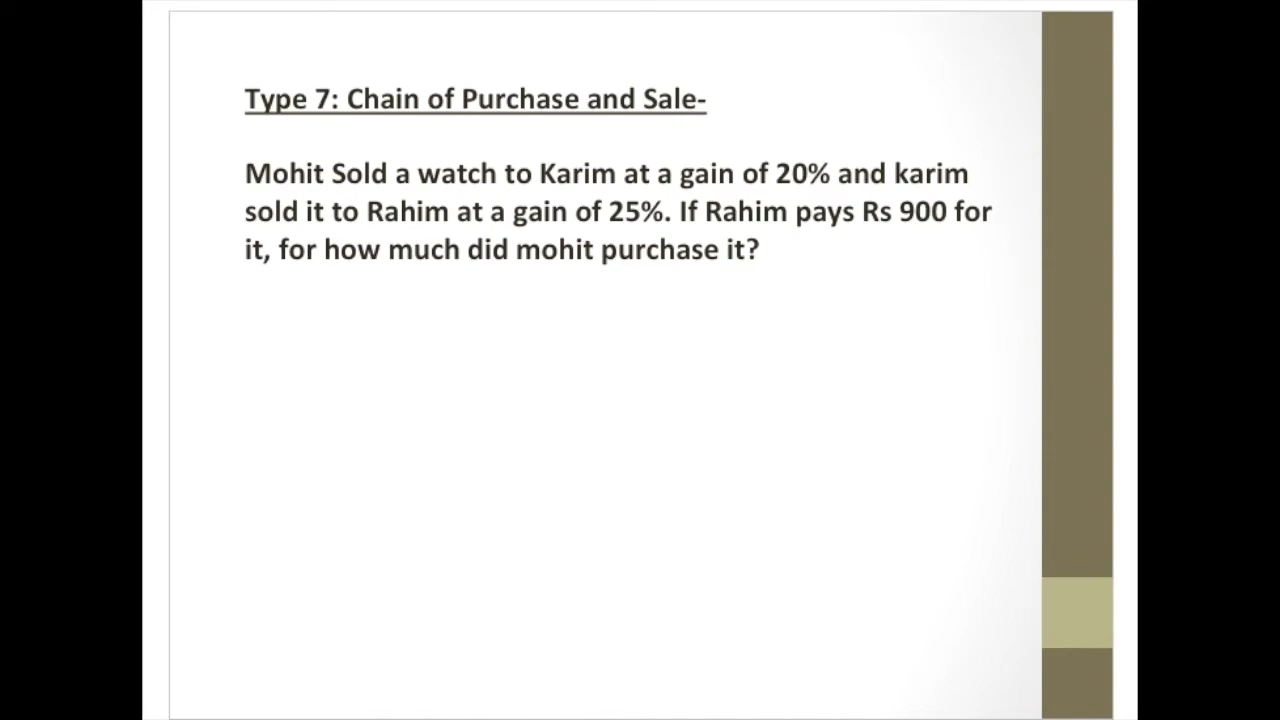 Type 7: Chain of Purchase and Sale-
Mohit Sold a watch to Karim at a gain of 20% and karim
sold it to Rahim at a gain of 25%. If Rahim pays Rs 900 for
it, for how much did mohit purchase it?